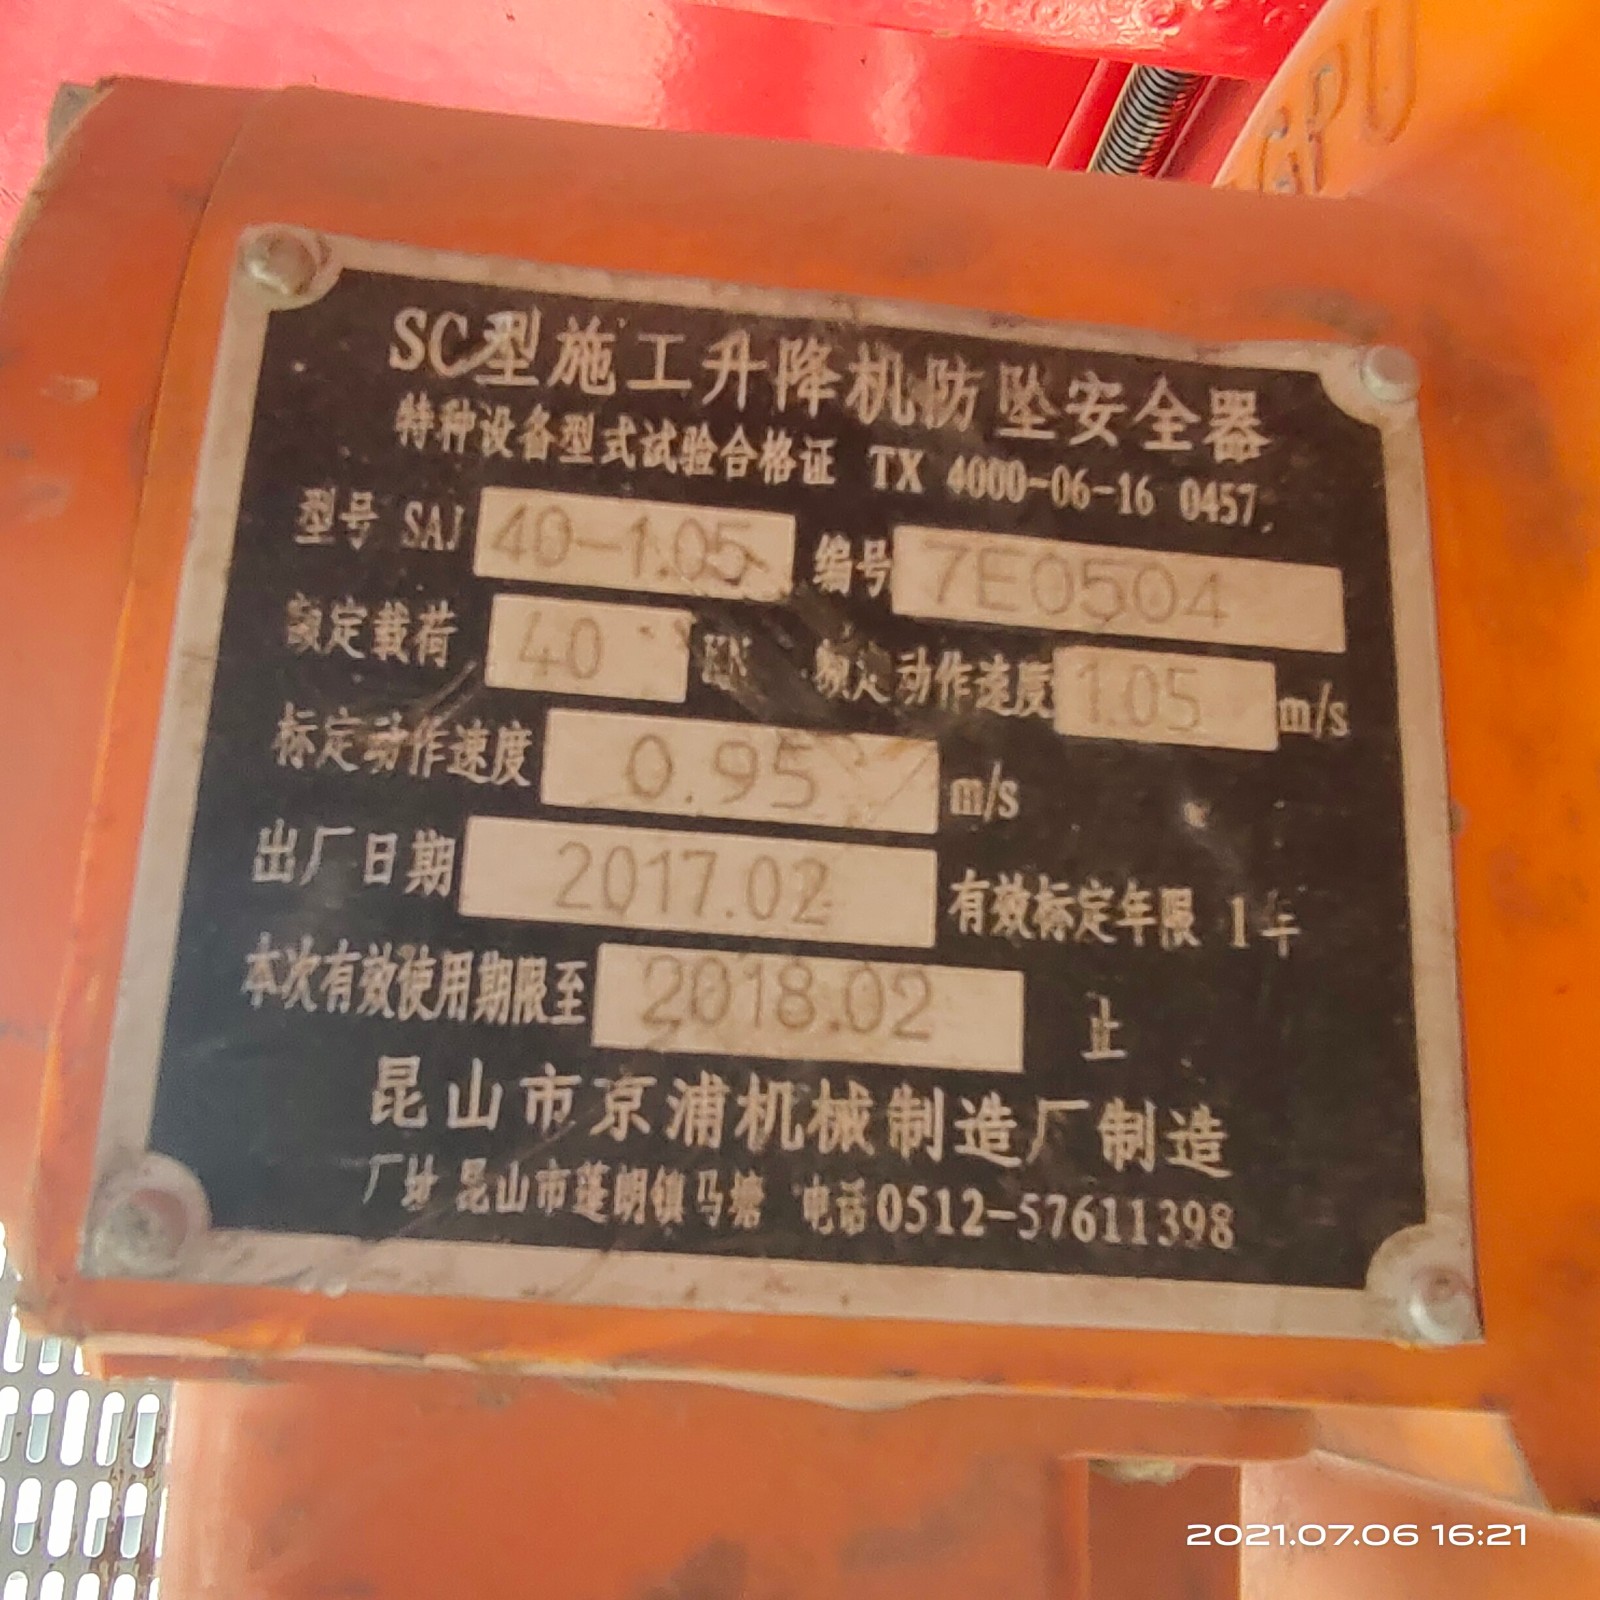 GPU
SC型施工升降机防坠安全器
特种设备型式试验合格证 TX 4000-06-16 0457
型号 SAJ 40-1.05 编号 7E0504
额定载荷 40 KN 额定动作速度 1.05 m/s
标定动作速度 0.95 m/s
出厂日期 2017.02 有效标定年限 1年
本次有效使用期限至 2018.02 止
昆山市京浦机械制造厂制造
厂址 昆山市蓬朗镇马塘 电话0512-57611398
2021.07.06 16:21